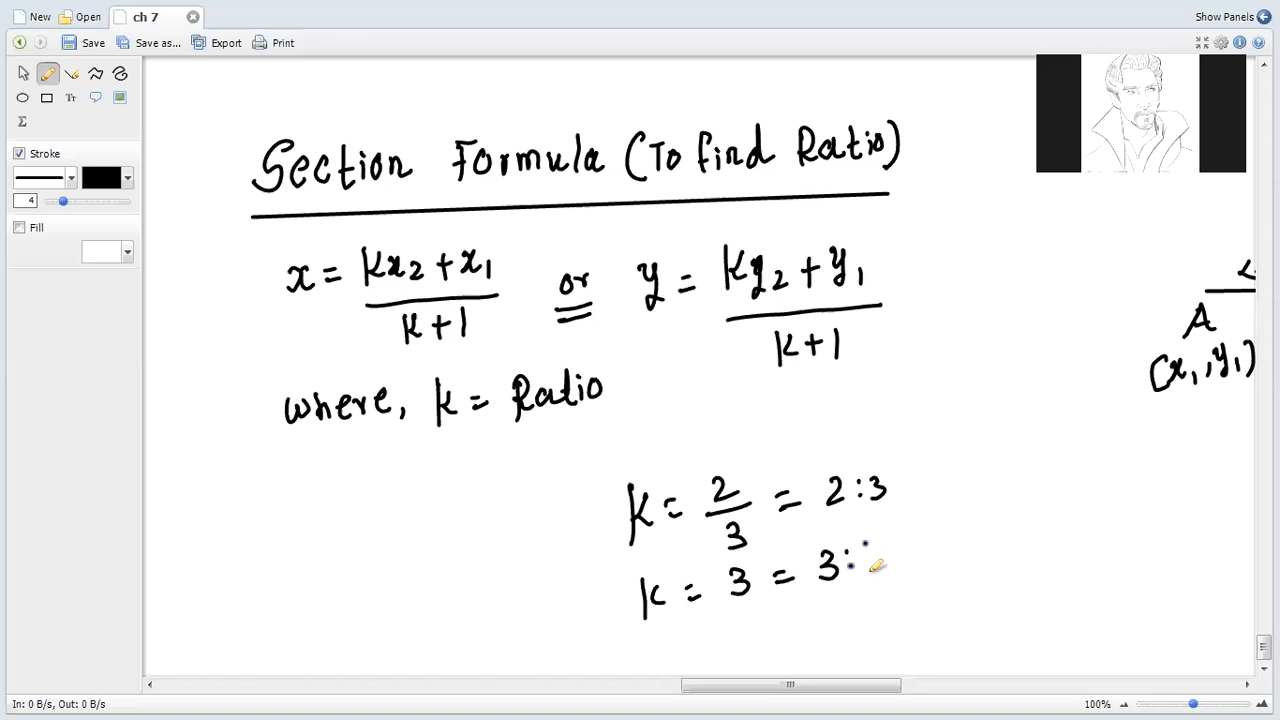 New Open ch 7 Show Panels
Save Save as... Export Print
Stroke
4
Fill
Section Formula (To find Ratio)
x = kx₂ + x₁ / k + 1 or y = ky₂ + y₁ / k + 1
where, k = Ratio
A
(x₁, y₁)
k = 2/3 = 2:3
k = 3 = 3:
In: 0 B/s, Out: 0 B/s 100%